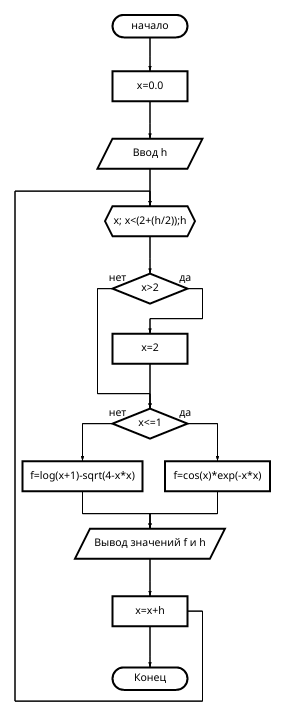 начало
x=0.0
Ввод h
x; x<(2+(h/2));h
нет да
x>2
x=2
нет да
x<=1
f=log(x+1)-sqrt(4-x*x) f=cos(x)*exp(-x*x)
Вывод значений f и h
x=x+h
Конец